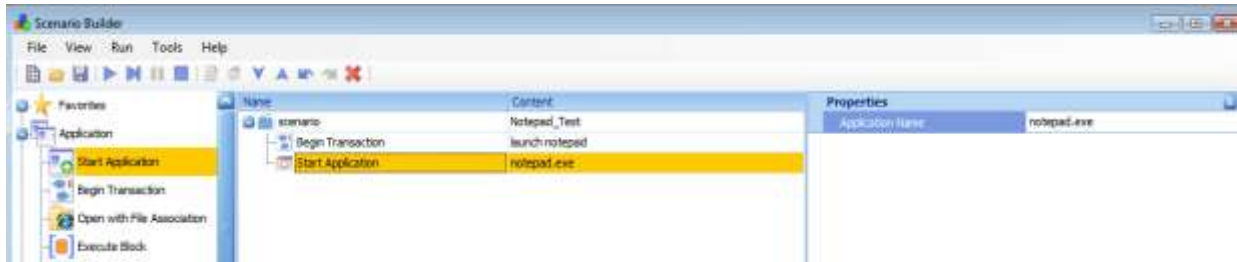 Scenario Builder
File View Run Tools Help
Favorites
Application
Start Application
Begin Transaction
Open with File Association
Execute Block
Name Content
scenario Notepad_Test
Begin Transaction launch notepad
Start Application notepad.exe
Properties
Application Name notepad.exe